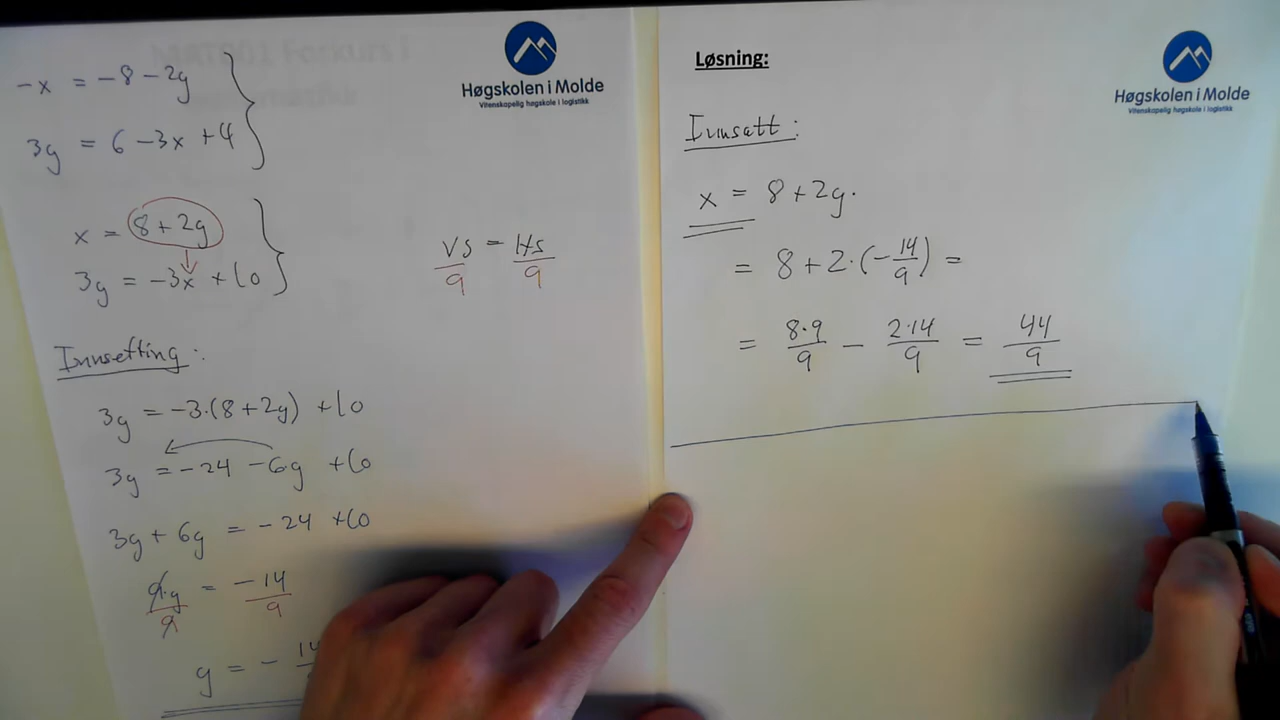 -x = -8 - 2y
3y = 6 - 3x + 4
x = 8 + 2y
3y = -3x + 10
Innsetting:
3y = -3·(8 + 2y) + 10
3y = -24 - 6y + 10
3y + 6y = -24 + 10
9·y/9 = -14/9
y = - 14
VS/9 = HS/9
Høgskolen i Molde
Vitenskapelig høgskole i logistikk
Løsning:
Høgskolen i Molde
Vitenskapelig høgskole i logistikk
Innsatt:
x = 8 + 2y.
= 8 + 2·(-14/9) =
= 8·9/9 - 2·14/9 = 44/9